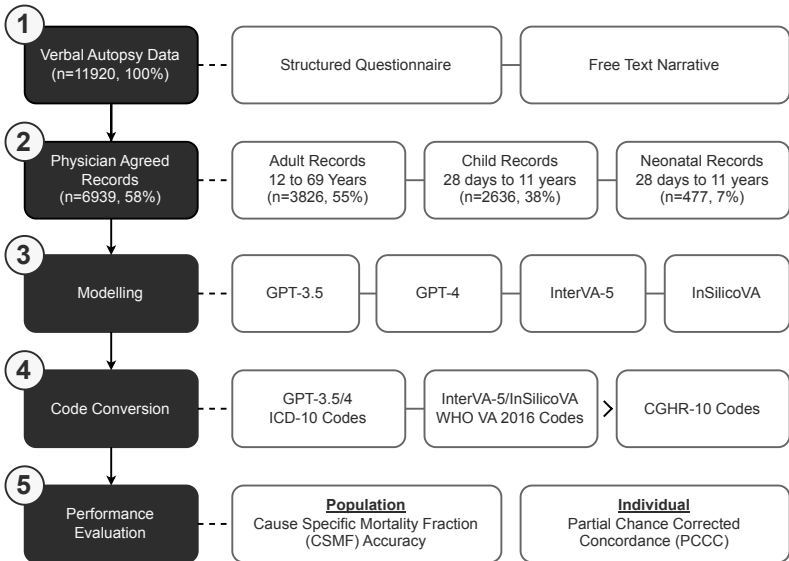 1
Verbal Autopsy Data
(n=11920, 100%)
Structured Questionnaire
Free Text Narrative
2
Physician Agreed
Records
(n=6939, 58%)
Adult Records
12 to 69 Years
(n=3826, 55%)
Child Records
28 days to 11 years
(n=2636, 38%)
Neonatal Records
28 days to 11 years
(n=477, 7%)
3
Modelling
GPT-3.5
GPT-4
InterVA-5
InSilicoVA
4
Code Conversion
GPT-3.5/4
ICD-10 Codes
InterVA-5/InSilicoVA
WHO VA 2016 Codes
CGHR-10 Codes
5
Performance
Evaluation
Population
Cause Specific Mortality Fraction
(CSMF) Accuracy
Individual
Partial Chance Corrected
Concordance (PCCC)